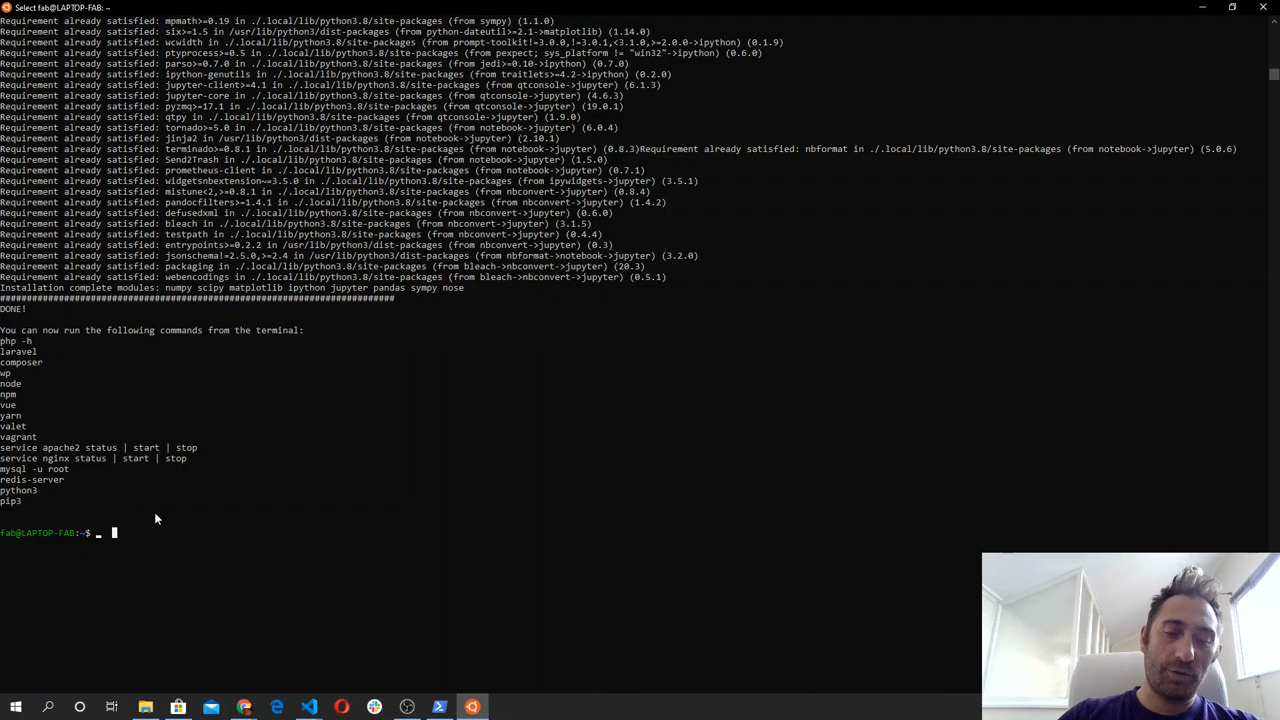 Select fab@LAPTOP-FAB: ~
Requirement already satisfied: mpmath>=0.19 in ./.local/lib/python3.8/site-packages (from sympy) (1.1.0)
Requirement already satisfied: six>=1.5 in /usr/lib/python3/dist-packages (from python-dateutil>=2.1->matplotlib) (1.14.0)
Requirement already satisfied: wcwidth in ./.local/lib/python3.8/site-packages (from prompt-toolkit!=3.0.0,!=3.0.1,<3.1.0,>=2.0.0->ipython) (0.1.9)
Requirement already satisfied: ptyprocess>=0.5 in ./.local/lib/python3.8/site-packages (from pexpect; sys_platform != "win32"->ipython) (0.6.0)
Requirement already satisfied: parso>=0.7.0 in ./.local/lib/python3.8/site-packages (from jedi>=0.10->ipython) (0.7.0)
Requirement already satisfied: ipython-genutils in ./.local/lib/python3.8/site-packages (from traitlets>=4.2->ipython) (0.2.0)
Requirement already satisfied: jupyter-client>=4.1 in ./.local/lib/python3.8/site-packages (from qtconsole->jupyter) (6.1.3)
Requirement already satisfied: jupyter-core in ./.local/lib/python3.8/site-packages (from qtconsole->jupyter) (4.6.3)
Requirement already satisfied: pyzmq>=17.1 in ./.local/lib/python3.8/site-packages (from qtconsole->jupyter) (19.0.1)
Requirement already satisfied: qtpy in ./.local/lib/python3.8/site-packages (from qtconsole->jupyter) (1.9.0)
Requirement already satisfied: tornado>=5.0 in ./.local/lib/python3.8/site-packages (from notebook->jupyter) (6.0.4)
Requirement already satisfied: jinja2 in /usr/lib/python3/dist-packages (from notebook->jupyter) (2.10.1)
Requirement already satisfied: terminado>=0.8.1 in ./.local/lib/python3.8/site-packages (from notebook->jupyter) (0.8.3)Requirement already satisfied: nbformat in ./.local/lib/python3.8/site-packages (from notebook->jupyter) (5.0.6)
Requirement already satisfied: Send2Trash in ./.local/lib/python3.8/site-packages (from notebook->jupyter) (1.5.0)
Requirement already satisfied: prometheus-client in ./.local/lib/python3.8/site-packages (from notebook->jupyter) (0.7.1)
Requirement already satisfied: widgetsnbextension~=3.5.0 in ./.local/lib/python3.8/site-packages (from ipywidgets->jupyter) (3.5.1)
Requirement already satisfied: mistune<2,>=0.8.1 in ./.local/lib/python3.8/site-packages (from nbconvert->jupyter) (0.8.4)
Requirement already satisfied: pandocfilters>=1.4.1 in ./.local/lib/python3.8/site-packages (from nbconvert->jupyter) (1.4.2)
Requirement already satisfied: defusedxml in ./.local/lib/python3.8/site-packages (from nbconvert->jupyter) (0.6.0)
Requirement already satisfied: bleach in ./.local/lib/python3.8/site-packages (from nbconvert->jupyter) (3.1.5)
Requirement already satisfied: testpath in ./.local/lib/python3.8/site-packages (from nbconvert->jupyter) (0.4.4)
Requirement already satisfied: entrypoints>=0.2.2 in /usr/lib/python3/dist-packages (from nbconvert->jupyter) (0.3)
Requirement already satisfied: jsonschema!=2.5.0,>=2.4 in /usr/lib/python3/dist-packages (from nbformat->notebook->jupyter) (3.2.0)
Requirement already satisfied: packaging in ./.local/lib/python3.8/site-packages (from bleach->nbconvert->jupyter) (20.3)
Requirement already satisfied: webencodings in ./.local/lib/python3.8/site-packages (from bleach->nbconvert->jupyter) (0.5.1)
Installation complete modules: numpy scipy matplotlib ipython jupyter pandas sympy nose
##########################################################################
DONE!
You can now run the following commands from the terminal:
php -h
laravel
composer
wp
node
npm
vue
yarn
valet
vagrant
service apache2 status | start | stop
service nginx status | start | stop
mysql -u root
redis-server
python3
pip3
fab@LAPTOP-FAB:~$ _